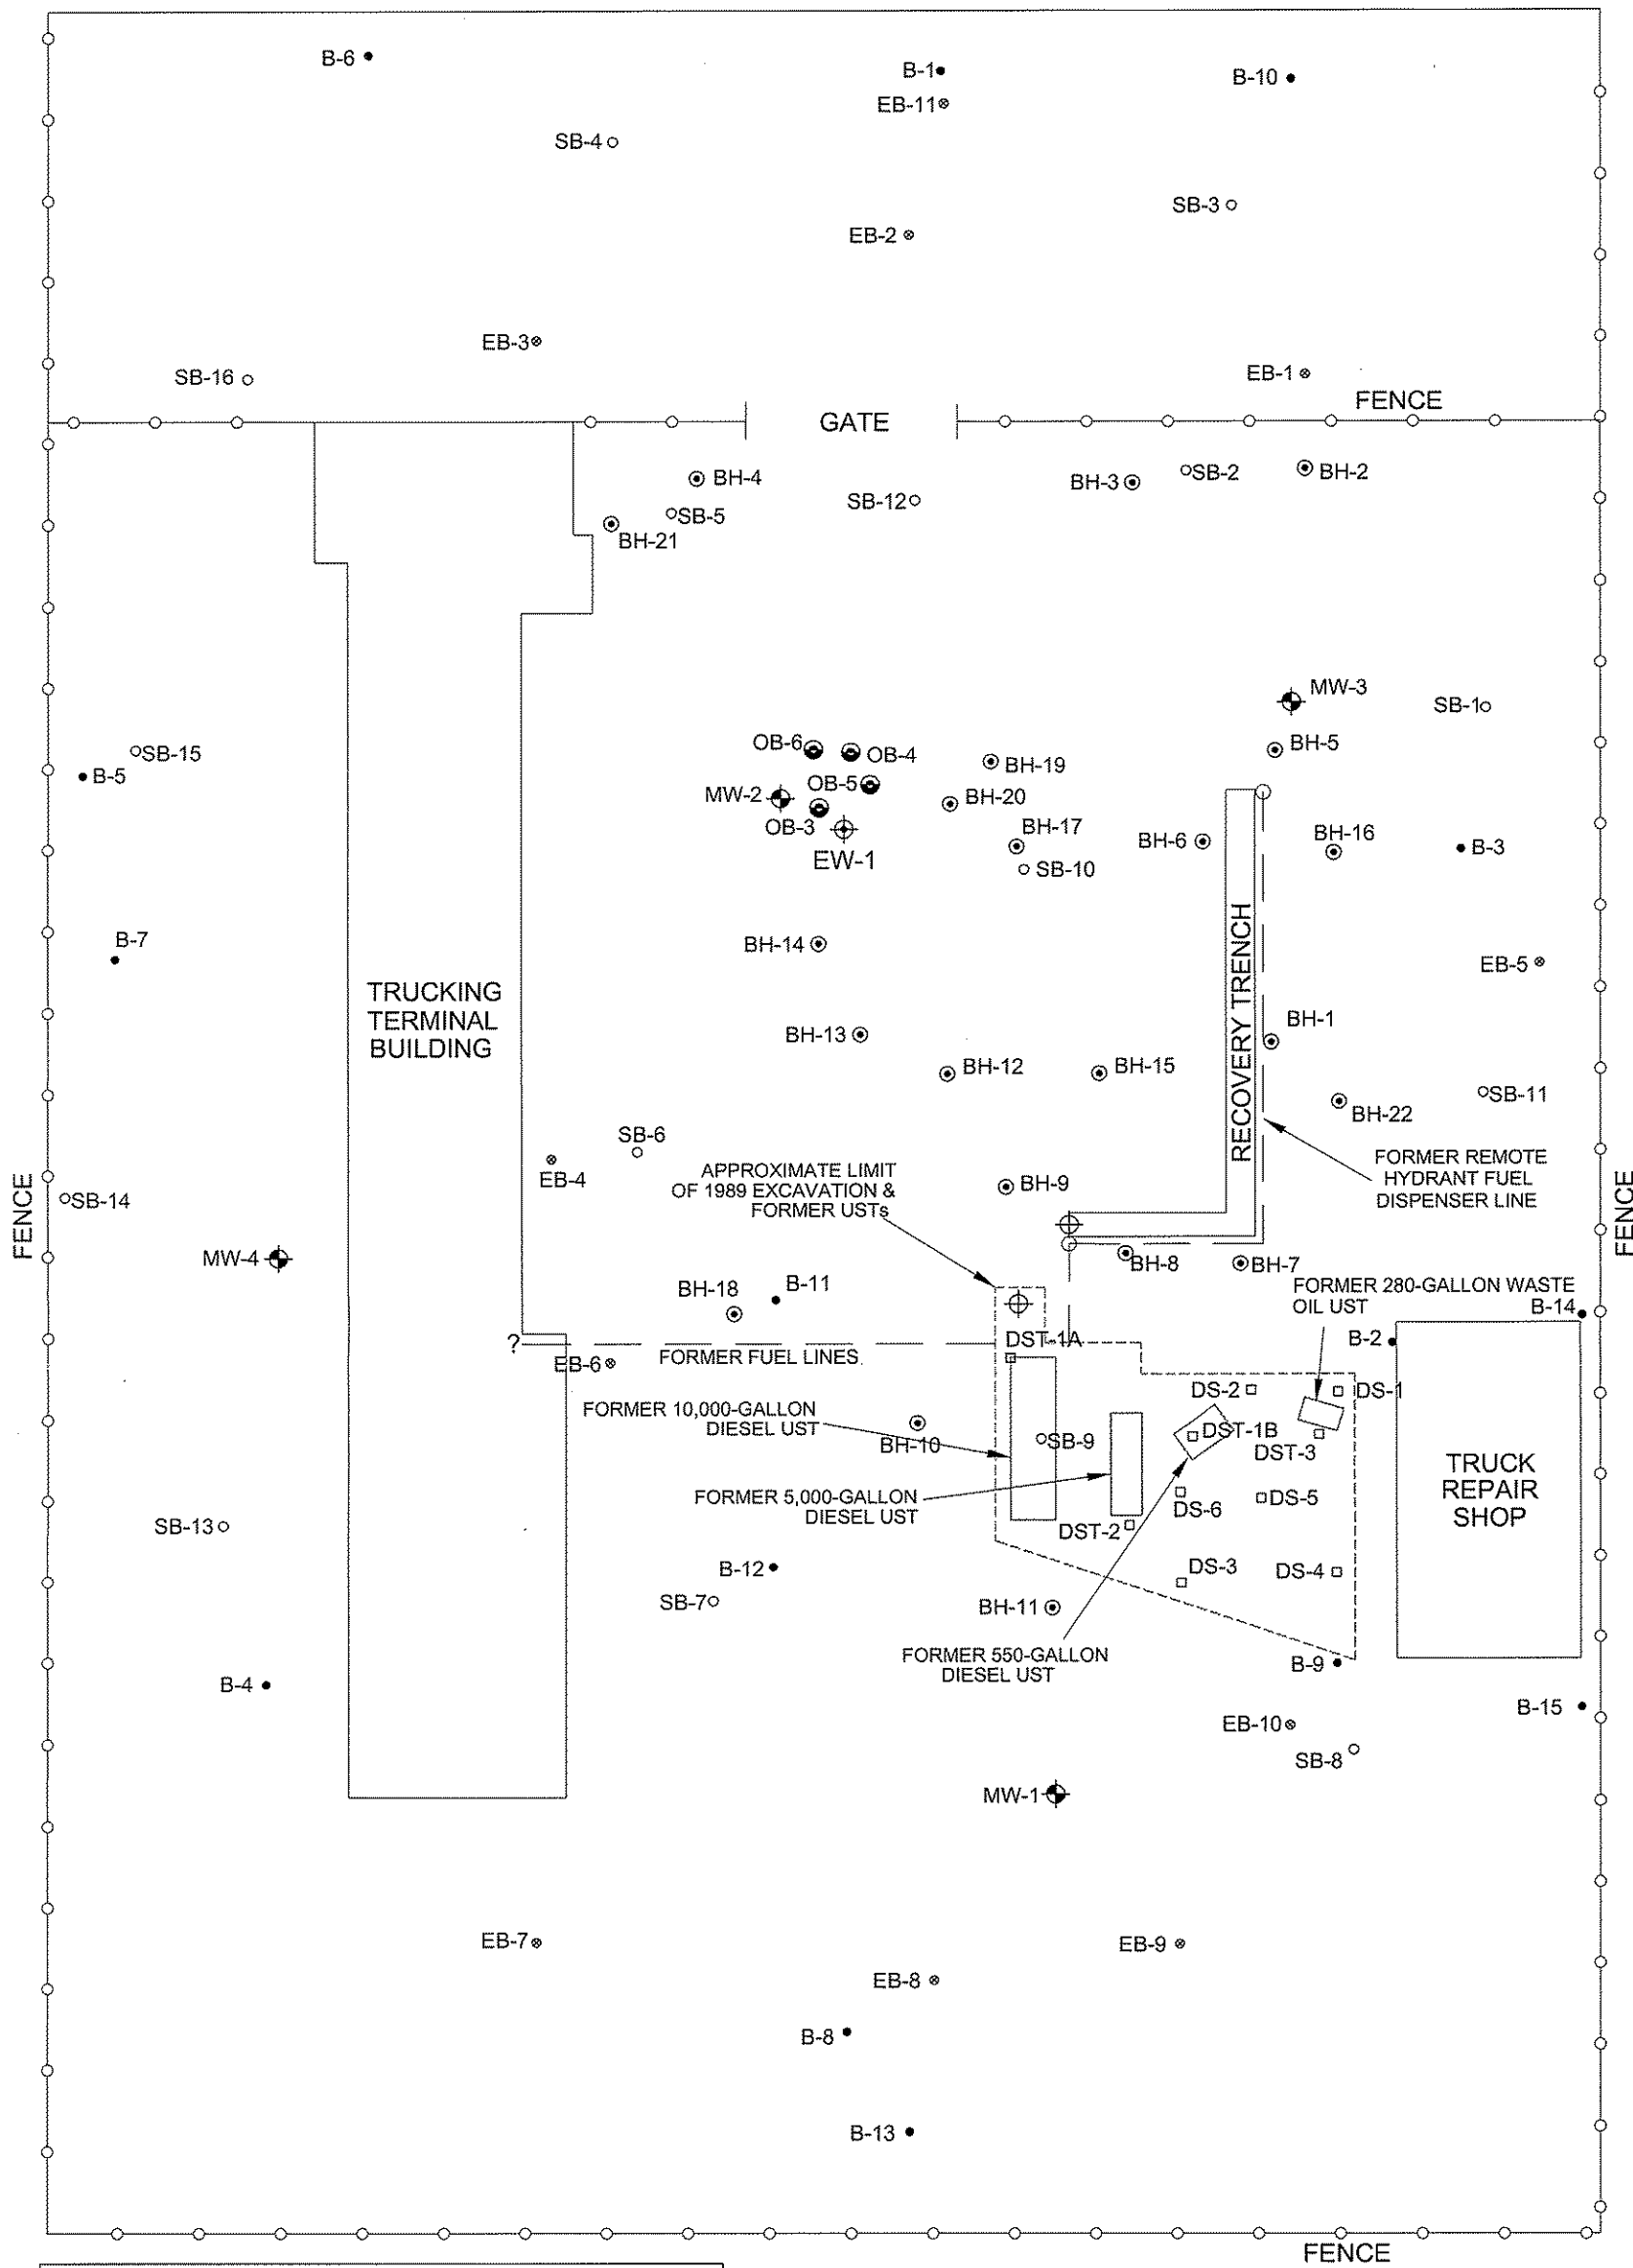 B-6
B-1
B-10
EB-11
SB-4
SB-3
EB-2
EB-3
SB-16
EB-1
FENCE
GATE
BH-4
SB-2
BH-2
BH-3
SB-12
SB-5
BH-21
MW-3
SB-1
SB-15
OB-6
OB-4
BH-5
B-5
BH-19
OB-5
MW-2
BH-20
OB-3
BH-17
BH-6
BH-16
B-3
EW-1
SB-10
B-7
BH-14
EB-5
RECOVERY TRENCH
TRUCKING
TERMINAL
BUILDING
BH-13
BH-1
BH-12
BH-15
SB-11
BH-22
SB-6
EB-4
FORMER REMOTE
HYDRANT FUEL
DISPENSER LINE
APPROXIMATE LIMIT
OF 1989 EXCAVATION &
FORMER USTs
BH-9
FENCE
SB-14
FENCE
MW-4
BH-8
BH-7
FORMER 280-GALLON WASTE
OIL UST
B-14
BH-18
B-11
B-2
?
DST-1A
FORMER FUEL LINES
EB-6
DS-2
DS-1
FORMER 10,000-GALLON
DIESEL UST
BH-10
SB-9
DST-1B
DST-3
TRUCK
REPAIR
SHOP
FORMER 5,000-GALLON
DIESEL UST
DS-6
DS-5
SB-13
DST-2
B-12
DS-3
DS-4
SB-7
BH-11
FORMER 550-GALLON
DIESEL UST
B-9
B-4
B-15
EB-10
SB-8
MW-1
EB-7
EB-9
EB-8
B-8
B-13
FENCE